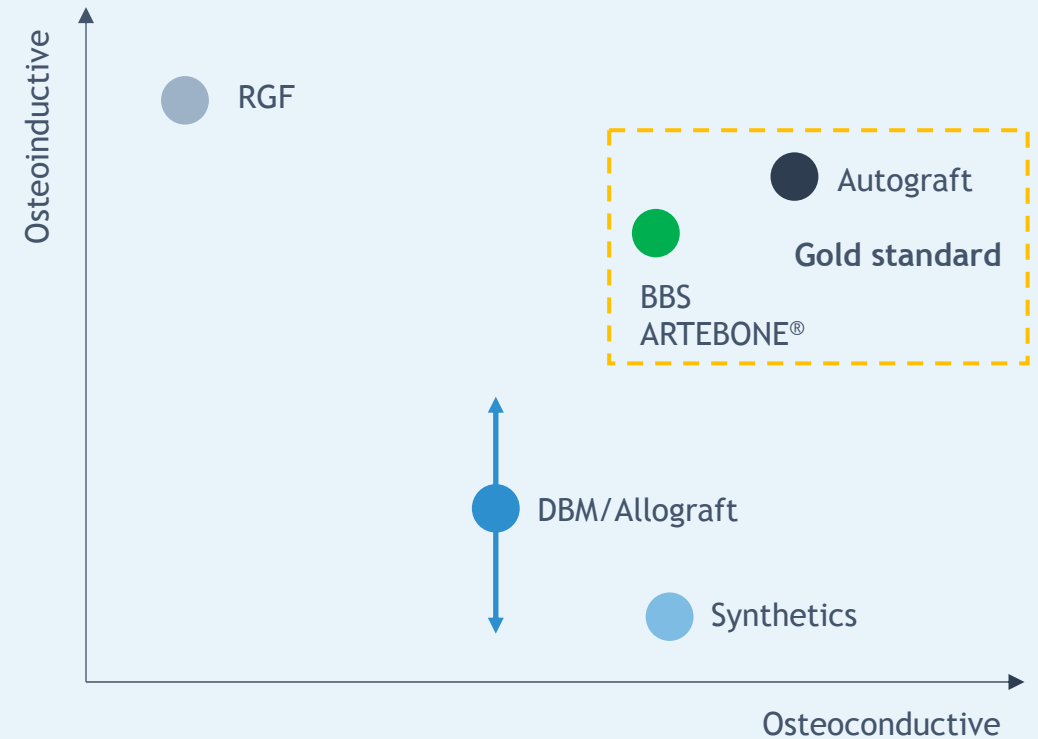 Osteoinductive
RGF
Autograft
Gold standard
BBS
ARTEBONE®
DBM/Allograft
Synthetics
Osteoconductive